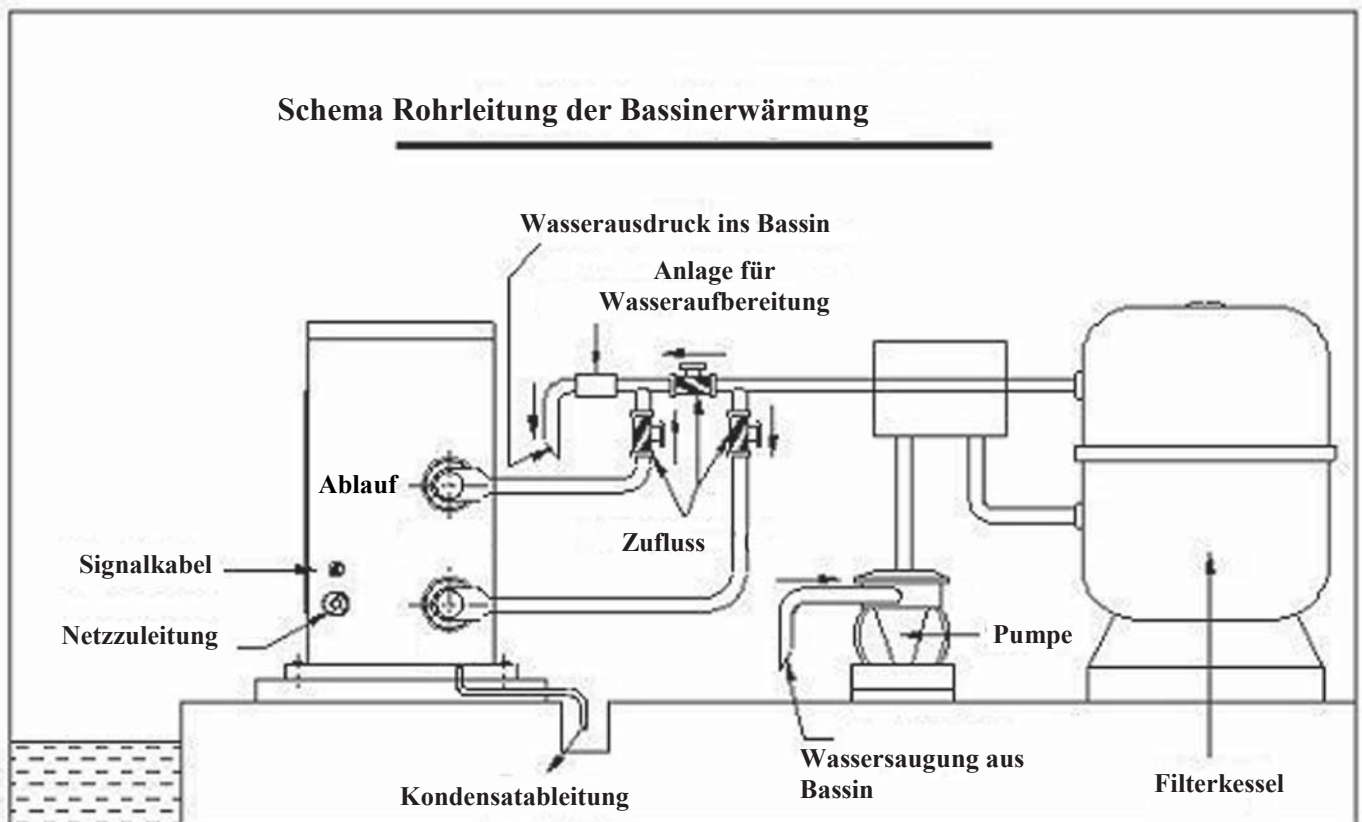 Schema Rohrleitung der Bassinerwärmung
Wasserausdruck ins Bassin
Anlage für
Wasseraufbereitung
Ablauf
Zufluss
Signalkabel
Netzzuleitung
Pumpe
Wassersaugung aus
Bassin
Filterkessel
Kondensatableitung